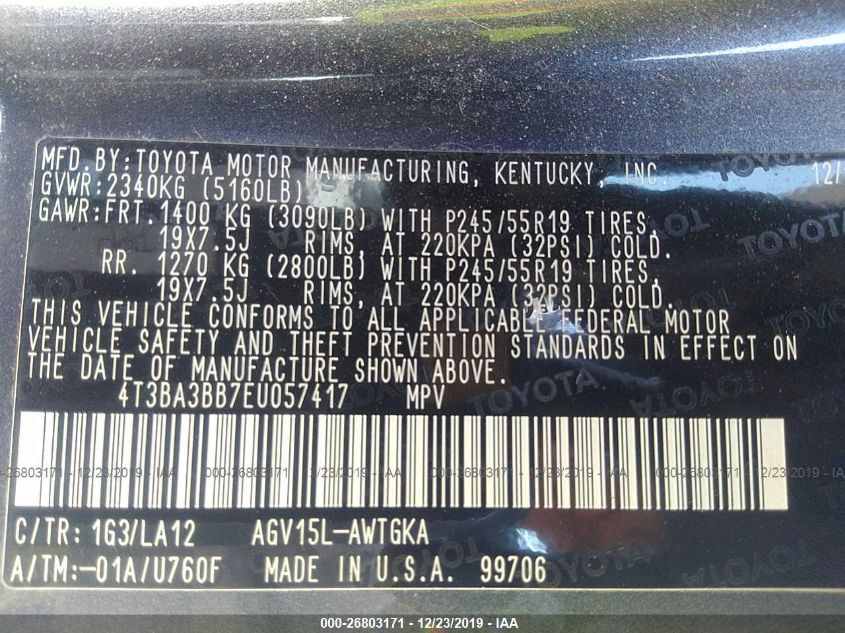 MFD. BY: TOYOTA MOTOR MANUFACTURING, KENTUCKY, INC. 12/
GVWR: 2340KG (5160LB)
GAWR: FRT. 1400 KG (3090LB) WITH P245/55R19 TIRES,
19X7.5J RIMS, AT 220KPA (32PSI) COLD.
RR. 1270 KG (2800LB) WITH P245/55R19 TIRES,
19X7.5J RIMS, AT 220KPA (32PSI) COLD.
THIS VEHICLE CONFORMS TO ALL APPLICABLE FEDERAL MOTOR
VEHICLE SAFETY AND THEFT PREVENTION STANDARDS IN EFFECT ON
THE DATE OF MANUFACTURE SHOWN ABOVE.
4T3BA3BB7EU057417 MPV
C/TR: 1G3/LA12 AGV15L-AWTGKA
A/TM:-01A/U760F MADE IN U.S.A. 99706
000-26803171 - 12/23/2019 - IAA